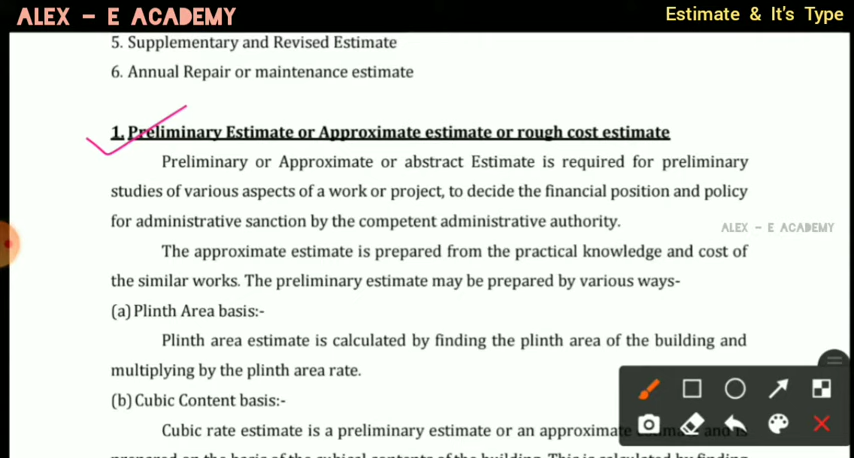 ALEX – E ACADEMY
Estimate & It's Type
5. Supplementary and Revised Estimate
6. Annual Repair or maintenance estimate
1. Preliminary Estimate or Approximate estimate or rough cost estimate
Preliminary or Approximate or abstract Estimate is required for preliminary
studies of various aspects of a work or project, to decide the financial position and policy
for administrative sanction by the competent administrative authority.
ALEX – E ACADEMY
The approximate estimate is prepared from the practical knowledge and cost of
the similar works. The preliminary estimate may be prepared by various ways-
(a) Plinth Area basis:-
Plinth area estimate is calculated by finding the plinth area of the building and
multiplying by the plinth area rate.
(b) Cubic Content basis:-
Cubic rate estimate is a preliminary estimate or an approximate